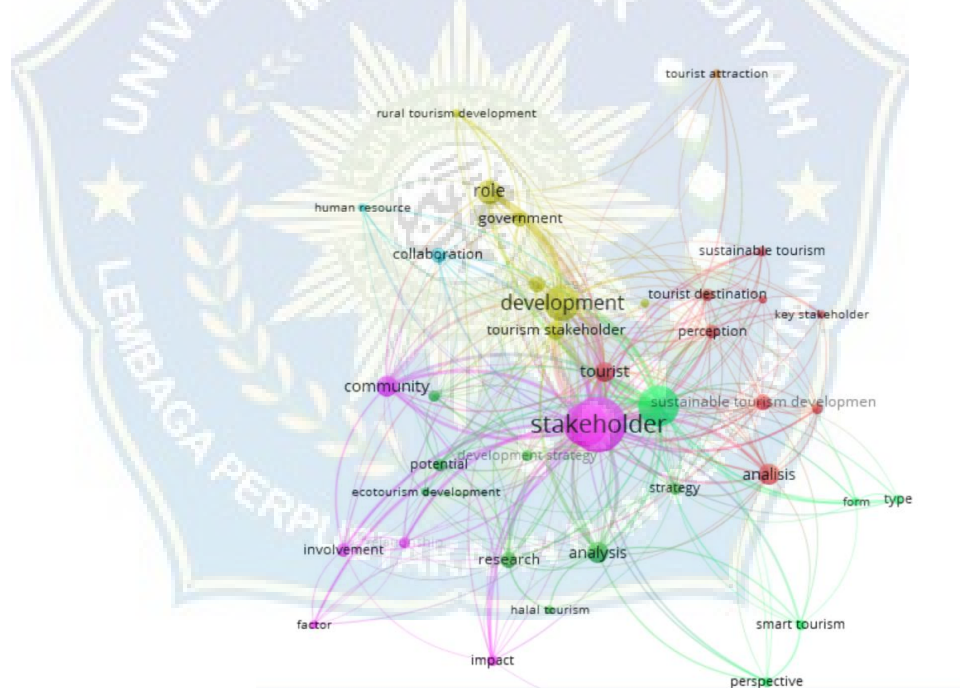 UNIV
M
DIYAH
LEMBAGA PERPU
tourist attraction
rural tourism development
role
human resource
government
collaboration
sustainable tourism
development
tourist destination
key stakeholder
tourism stakeholder
perception
tourist
community
sustainable tourism developmen
stakeholder
development strategy
potential
analisis
ecotourism development
strategy
form
type
involvement
research
analysis
halal tourism
factor
smart tourism
impact
perspective